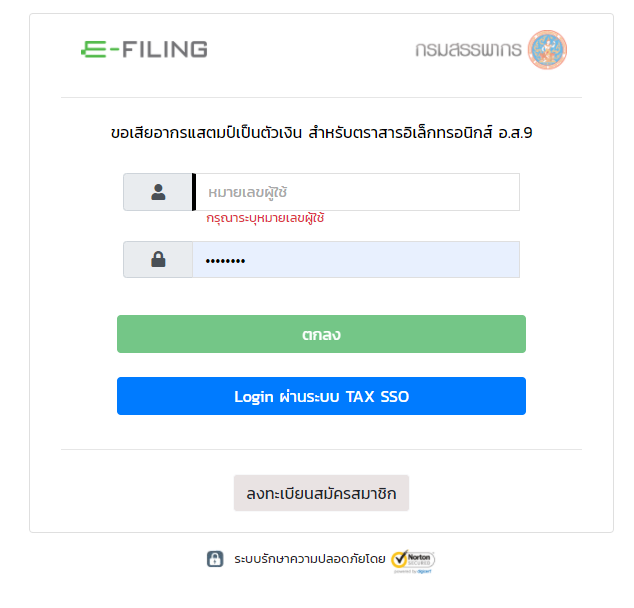 E-FILING กรมสรรพากร
ขอเสียอากรแสตมป์เป็นตัวเงิน สำหรับตราสารอิเล็กทรอนิกส์ อ.ส.9
หมายเลขผู้ใช้
กรุณาระบุหมายเลขผู้ใช้
••••••••
ตกลง
Login ผ่านระบบ TAX SSO
ลงทะเบียนสมัครสมาชิก
ระบบรักษาความปลอดภัยโดย Norton
SECURED
powered by digicert